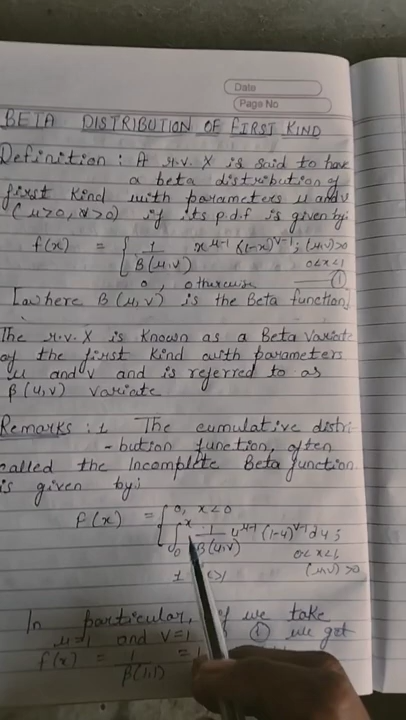 Date
Page No
BETA DISTRIBUTION OF FIRST KIND
Definition : A r.v. X is said to have
a beta distribution of
first kind with parameters μ and ν
(μ>0, ν>0) if its p.d.f is given by:
f(x) = { 1/B(μ,ν) x^μ-1 (1-x)^ν-1 ; (μ,ν)>0
0<x<1
0, otherwise ①
[where B(μ,ν) is the Beta function]
The r.v. X is known as a Beta Variate
of the first kind with parameters
μ and ν and is referred to as
β(μ,ν) variate
Remarks : 1 The cumulative distri-
-bution function, often
called the Incomplete Beta function
is given by:
F(x) = { 0, x<0
∫₀ˣ 1/B(μ,ν) u^μ-1 (1-u)^ν-1 du ;
0<x<1,
(μ,ν)>0
1 >1
In particular, if we take
μ=1 and ν=1 ① we get
f(x) = 1/β(1,1) = 1